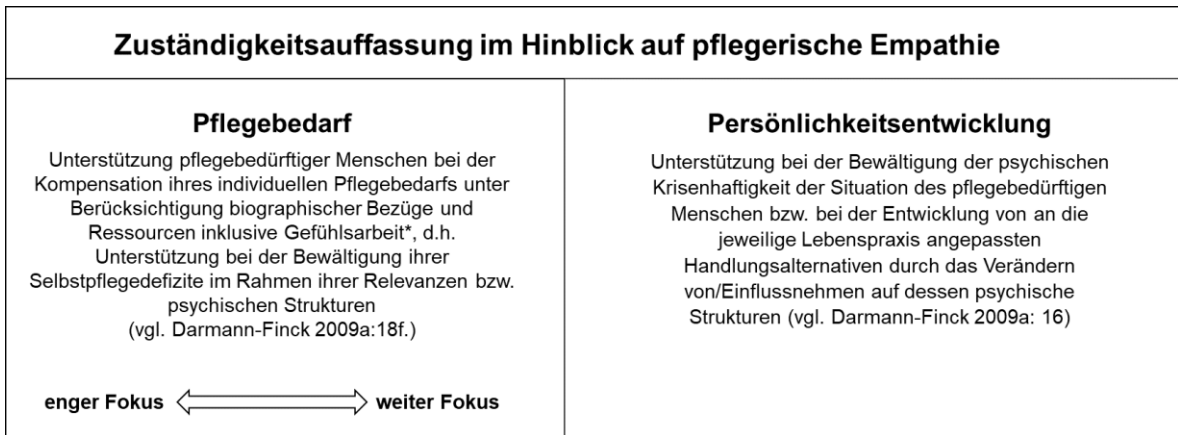 Zuständigkeitsauffassung im Hinblick auf pflegerische Empathie
Pflegebedarf
Unterstützung pflegebedürftiger Menschen bei der
Kompensation ihres individuellen Pflegebedarfs unter
Berücksichtigung biographischer Bezüge und
Ressourcen inklusive Gefühlsarbeit*, d.h.
Unterstützung bei der Bewältigung ihrer
Selbstpflegedefizite im Rahmen ihrer Relevanzen bzw.
psychischen Strukturen
(vgl. Darmann-Finck 2009a:18f.)
enger Fokus weiter Fokus
Persönlichkeitsentwicklung
Unterstützung bei der Bewältigung der psychischen
Krisenhaftigkeit der Situation des pflegebedürftigen
Menschen bzw. bei der Entwicklung von an die
jeweilige Lebenspraxis angepassten
Handlungsalternativen durch das Verändern
von/Einflussnehmen auf dessen psychische
Strukturen (vgl. Darmann-Finck 2009a: 16)